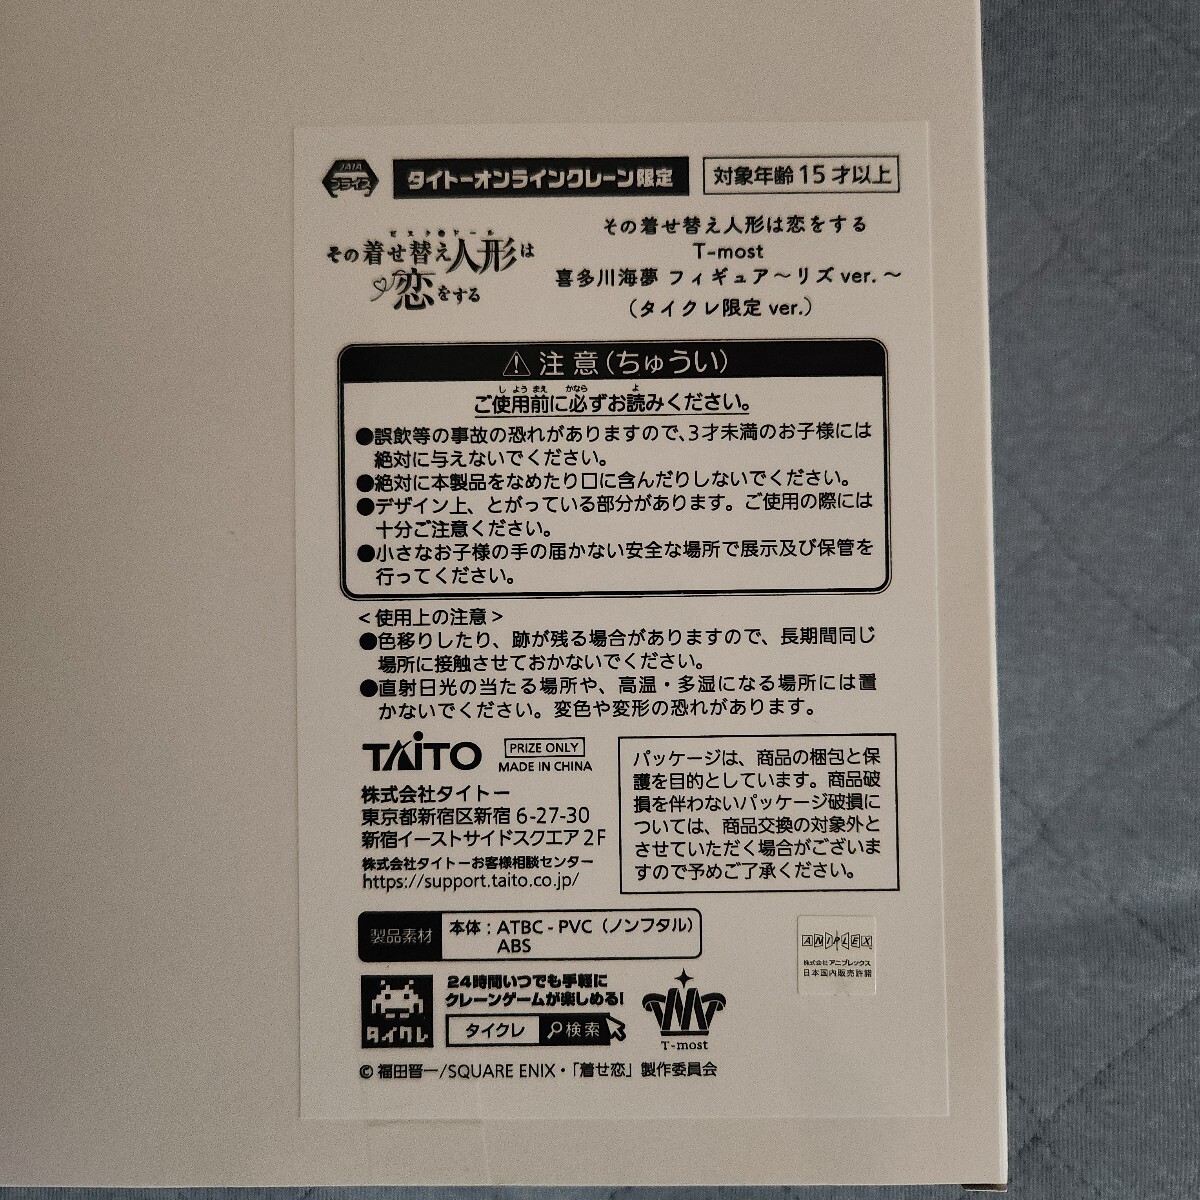 JAIA
プライズ
タイトーオンラインクレーン限定
対象年齢 15 才以上
ビスク・ドール
その着せ替え人形は
恋をする
その着せ替え人形は恋をする
T-most
喜多川海夢 フィギュア〜リズ ver.〜
(タイクレ限定 ver.)
⚠ 注意(ちゅうい)
しようまえ かなら よ
ご使用前に必ずお読みください。
●誤飲等の事故の恐れがありますので、3才未満のお子様には
絶対に与えないでください。
●絶対に本製品をなめたり口に含んだりしないでください。
●デザイン上、とがっている部分があります。ご使用の際には
十分ご注意ください。
●小さなお子様の手の届かない安全な場所で展示及び保管を
行ってください。
<使用上の注意>
●色移りしたり、跡が残る場合がありますので、長期間同じ
場所に接触させておかないでください。
●直射日光の当たる場所や、高温・多湿になる場所には置
かないでください。変色や変形の恐れがあります。
TAITO
PRIZE ONLY
MADE IN CHINA
株式会社タイトー
東京都新宿区新宿 6-27-30
新宿イーストサイドスクエア 2F
株式会社タイトーお客様相談センター
https://support.taito.co.jp/
パッケージは、商品の梱包と保
護を目的としています。商品破
損を伴わないパッケージ破損に
ついては、商品交換の対象外と
させていただく場合がございま
すので予めご了承ください。
製品素材
本体：ATBC - PVC（ノンフタル）
ABS
ANIPLEX
株式会社アニプレックス
日本国内販売許諾
タイクレ
24時間いつでも手軽に
クレーンゲームが楽しめる!
タイクレ 検索
T-most
© 福田晋一/SQUARE ENIX・「着せ恋」製作委員会